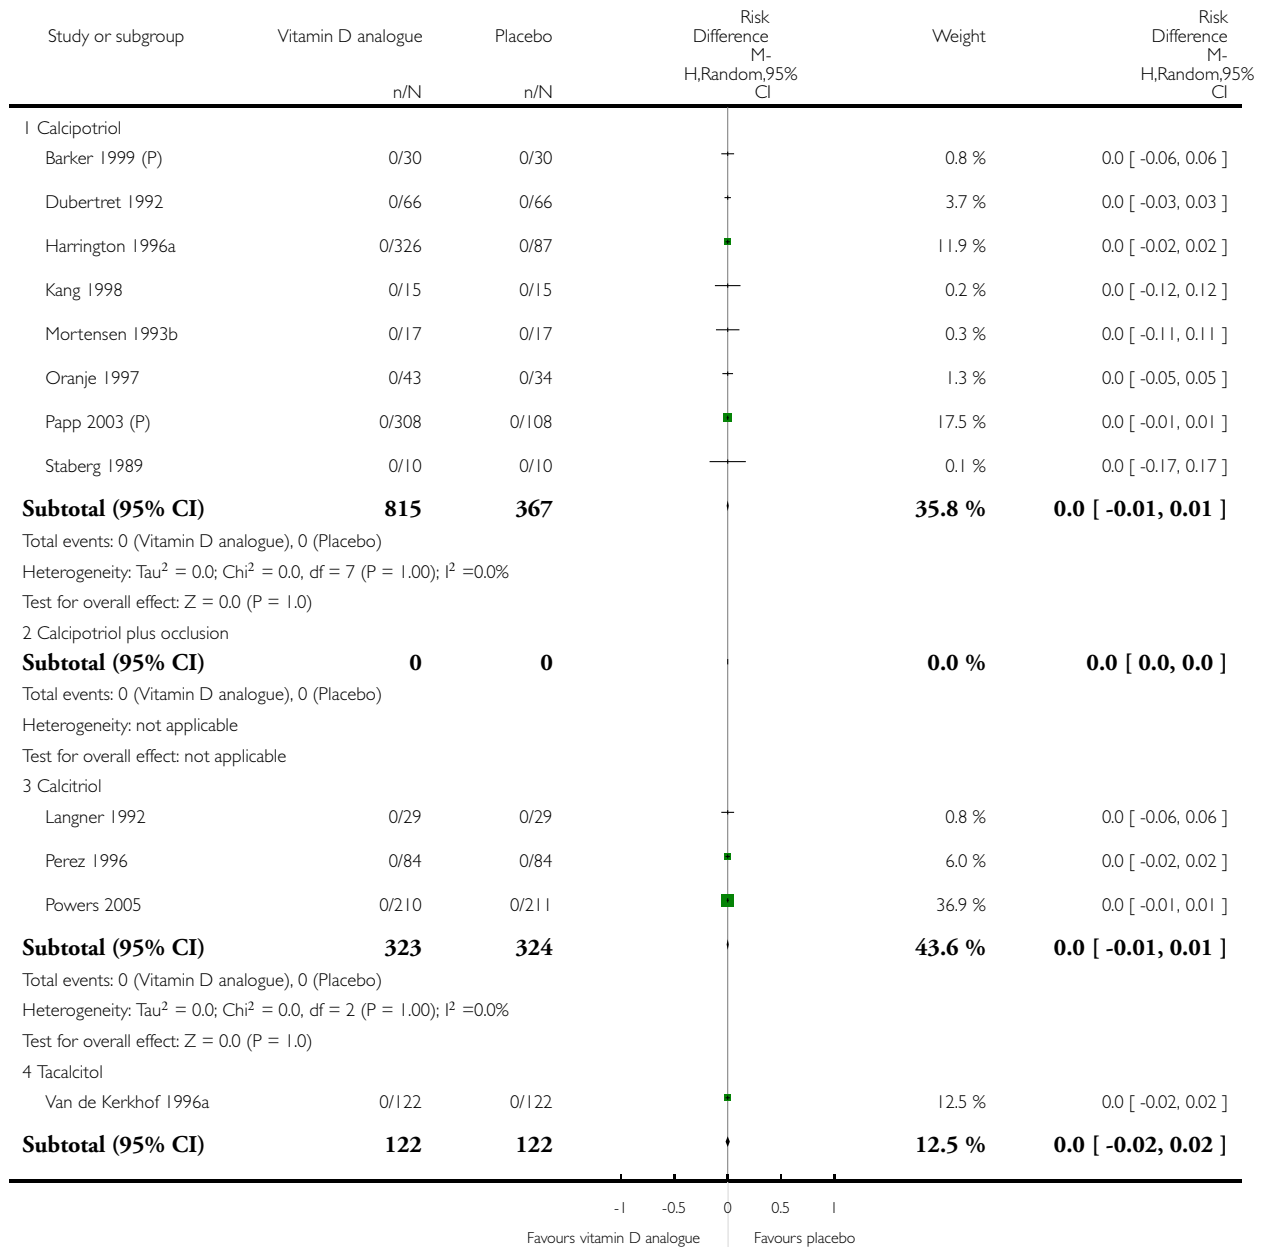 Study or subgroup Vitamin D analogue Placebo Risk Difference Weight Risk Difference
M-H,Random,95% CI M-H,Random,95% CI
n/N n/N
1 Calcipotriol
Barker 1999 (P) 0/30 0/30 0.8 % 0.0 [ -0.06, 0.06 ]
Dubertret 1992 0/66 0/66 3.7 % 0.0 [ -0.03, 0.03 ]
Harrington 1996a 0/326 0/87 11.9 % 0.0 [ -0.02, 0.02 ]
Kang 1998 0/15 0/15 0.2 % 0.0 [ -0.12, 0.12 ]
Mortensen 1993b 0/17 0/17 0.3 % 0.0 [ -0.11, 0.11 ]
Oranje 1997 0/43 0/34 1.3 % 0.0 [ -0.05, 0.05 ]
Papp 2003 (P) 0/308 0/108 17.5 % 0.0 [ -0.01, 0.01 ]
Staberg 1989 0/10 0/10 0.1 % 0.0 [ -0.17, 0.17 ]
Subtotal (95% CI) 815 367 35.8 % 0.0 [ -0.01, 0.01 ]
Total events: 0 (Vitamin D analogue), 0 (Placebo)
Heterogeneity: Tau² = 0.0; Chi² = 0.0, df = 7 (P = 1.00); I² =0.0%
Test for overall effect: Z = 0.0 (P = 1.0)
2 Calcipotriol plus occlusion
Subtotal (95% CI) 0 0 0.0 % 0.0 [ 0.0, 0.0 ]
Total events: 0 (Vitamin D analogue), 0 (Placebo)
Heterogeneity: not applicable
Test for overall effect: not applicable
3 Calcitriol
Langner 1992 0/29 0/29 0.8 % 0.0 [ -0.06, 0.06 ]
Perez 1996 0/84 0/84 6.0 % 0.0 [ -0.02, 0.02 ]
Powers 2005 0/210 0/211 36.9 % 0.0 [ -0.01, 0.01 ]
Subtotal (95% CI) 323 324 43.6 % 0.0 [ -0.01, 0.01 ]
Total events: 0 (Vitamin D analogue), 0 (Placebo)
Heterogeneity: Tau² = 0.0; Chi² = 0.0, df = 2 (P = 1.00); I² =0.0%
Test for overall effect: Z = 0.0 (P = 1.0)
4 Tacalcitol
Van de Kerkhof 1996a 0/122 0/122 12.5 % 0.0 [ -0.02, 0.02 ]
Subtotal (95% CI) 122 122 12.5 % 0.0 [ -0.02, 0.02 ]
-1 -0.5 0 0.5 1
Favours vitamin D analogue Favours placebo